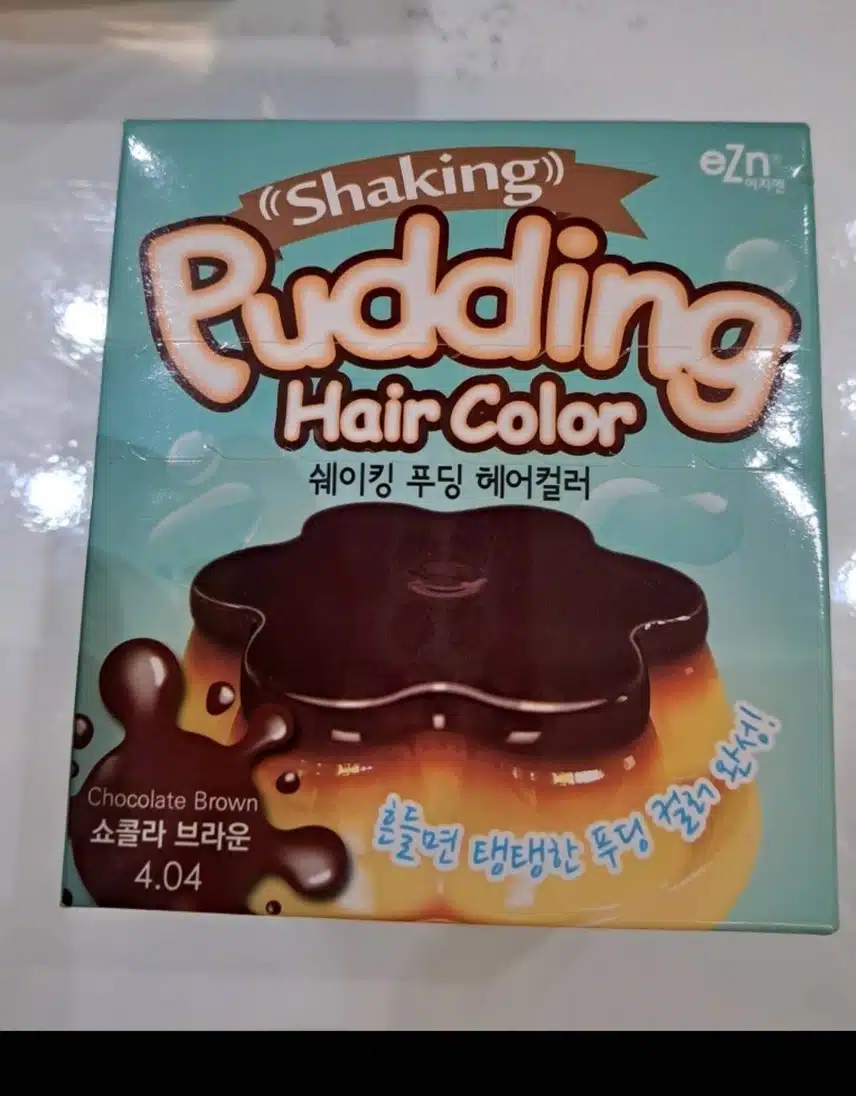 ((Shaking))
eZn
이지엔
Pudding
Hair Color
쉐이킹 푸딩 헤어컬러
흔들면 탱탱한 푸딩 컬러 완성!
Chocolate Brown
쇼콜라 브라운
4.04